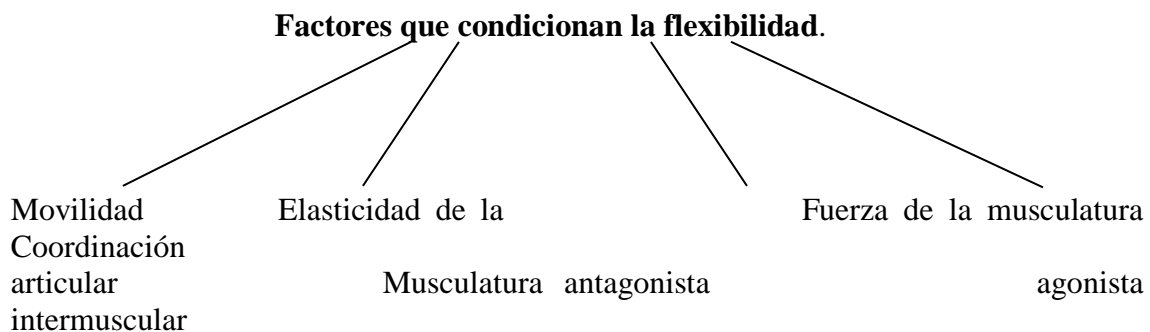 Factores que condicionan la flexibilidad.
Movilidad Elasticidad de la Fuerza de la musculatura
Coordinación
articular Musculatura antagonista agonista
intermuscular